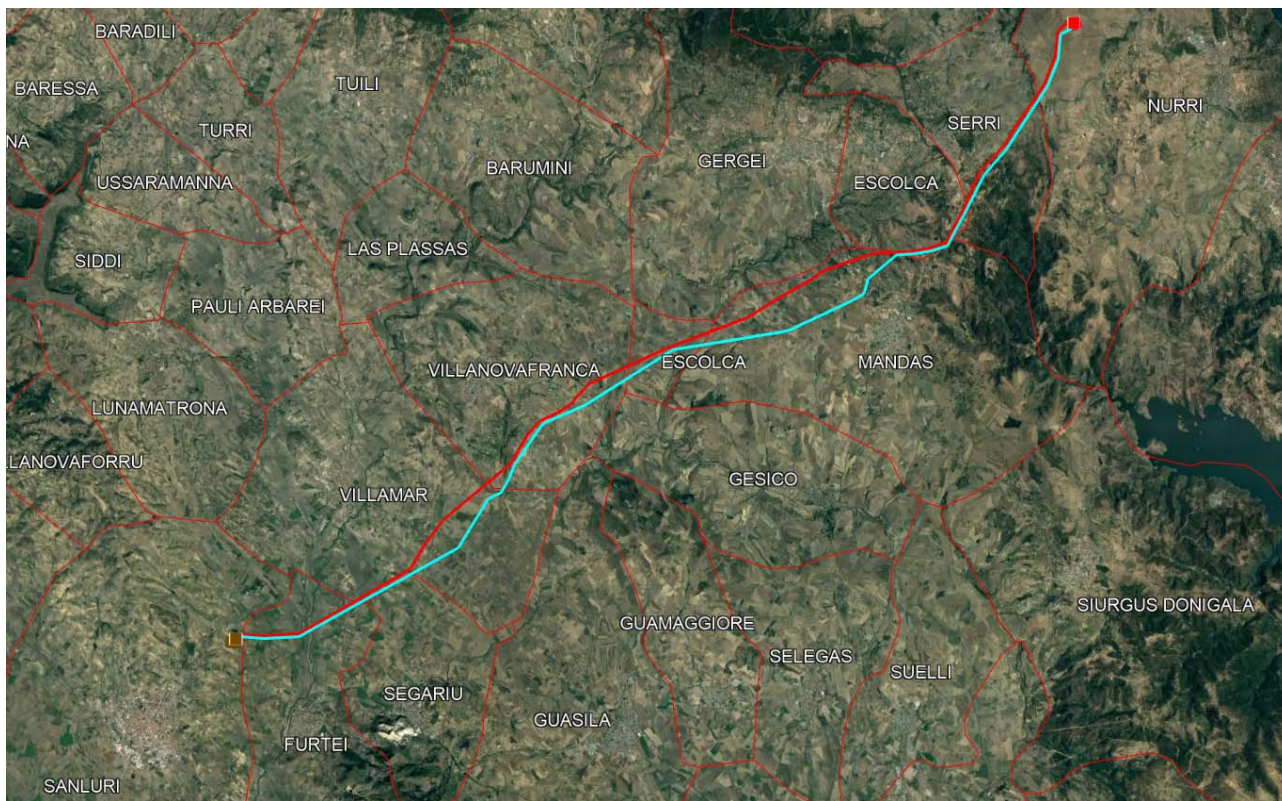 BARADILI
TUILI
BARESSA
NURRI
TURRI
SERRI
NA
GERGEI
BARUMINI
USSARAMANNA
ESCOLCA
LAS PLASSAS
SIDDI
PAULI ARBAREI
ESCOLCA
MANDAS
VILLANOVAFRANCA
LUNAMATRONA
LLANOVAFORRU
GESICO
VILLAMAR
SIURGUS DONIGALA
GUAMAGGIORE
SELEGAS
SUELLI
SEGARIU
GUASILA
FURTEI
SANLURI